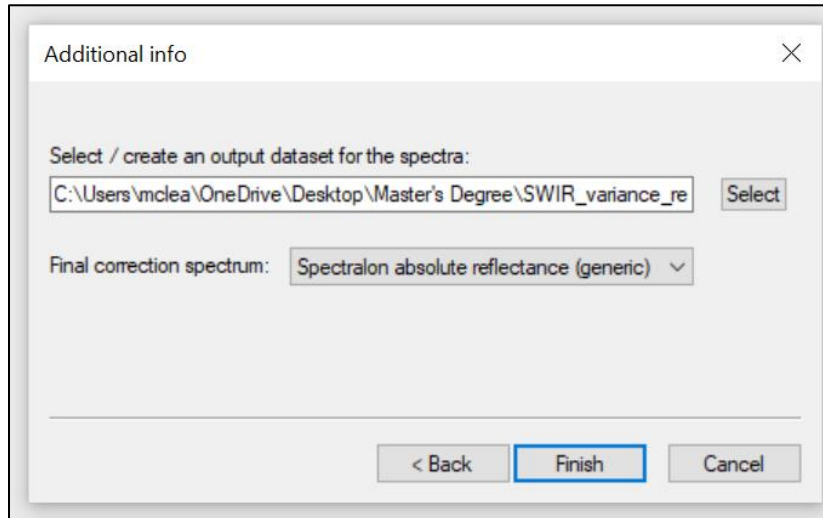 Additional info
Select / create an output dataset for the spectra:
C:\Users\mclea\OneDrive\Desktop\Master's Degree\SWIR_variance_re
Select
Final correction spectrum:
Spectralon absolute reflectance (generic)
< Back
Finish
Cancel